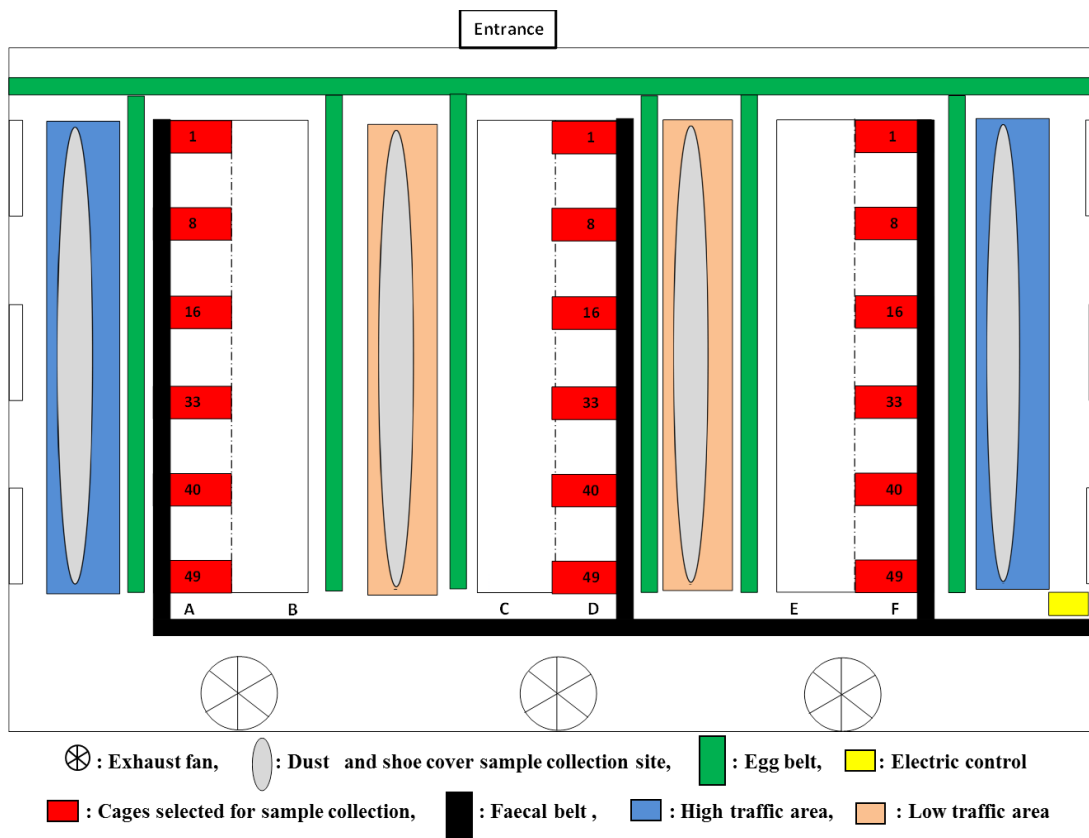 Entrance
1 1 1
8 8 8
16 16 16
33 33 33
40 40 40
49 49 49
A B C D E F
: Exhaust fan, : Dust and shoe cover sample collection site, : Egg belt, : Electric control
: Cages selected for sample collection, : Faecal belt , : High traffic area, : Low traffic area